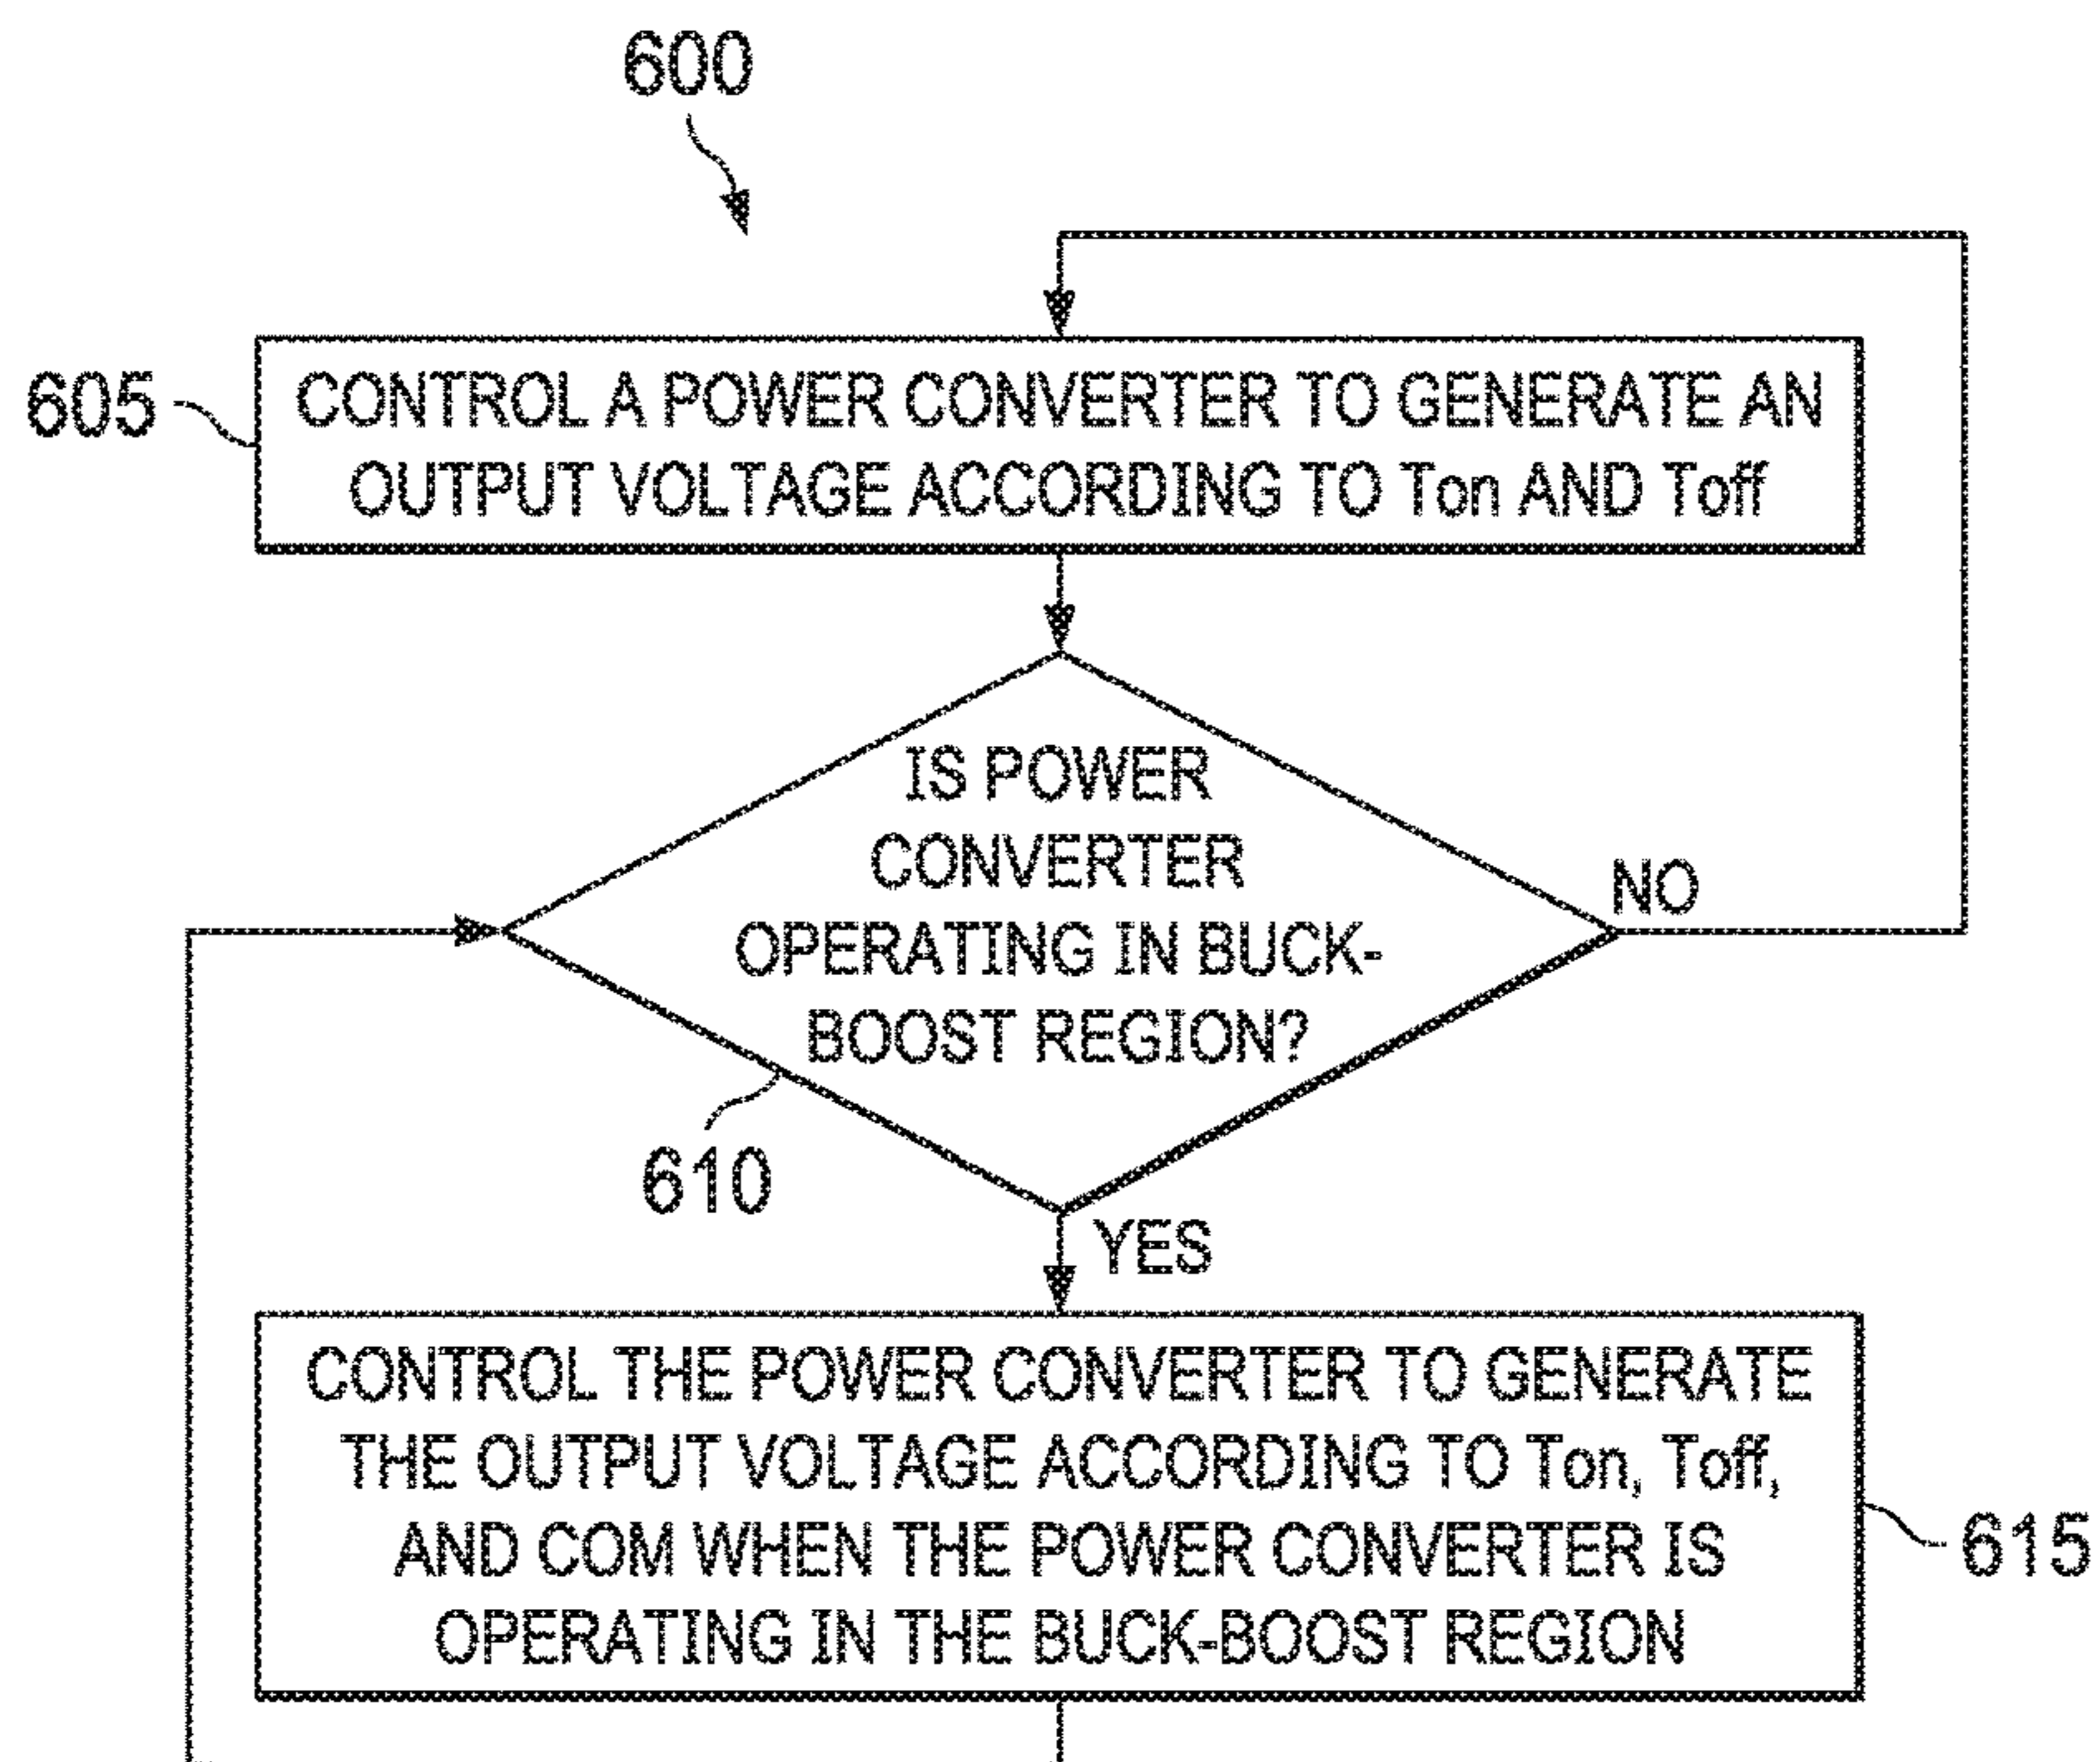 600
605
CONTROL A POWER CONVERTER TO GENERATE AN
OUTPUT VOLTAGE ACCORDING TO Ton AND Toff
IS POWER
CONVERTER
OPERATING IN BUCK-
BOOST REGION?
NO
610
YES
CONTROL THE POWER CONVERTER TO GENERATE
THE OUTPUT VOLTAGE ACCORDING TO Ton, Toff,
AND COM WHEN THE POWER CONVERTER IS
OPERATING IN THE BUCK-BOOST REGION
615